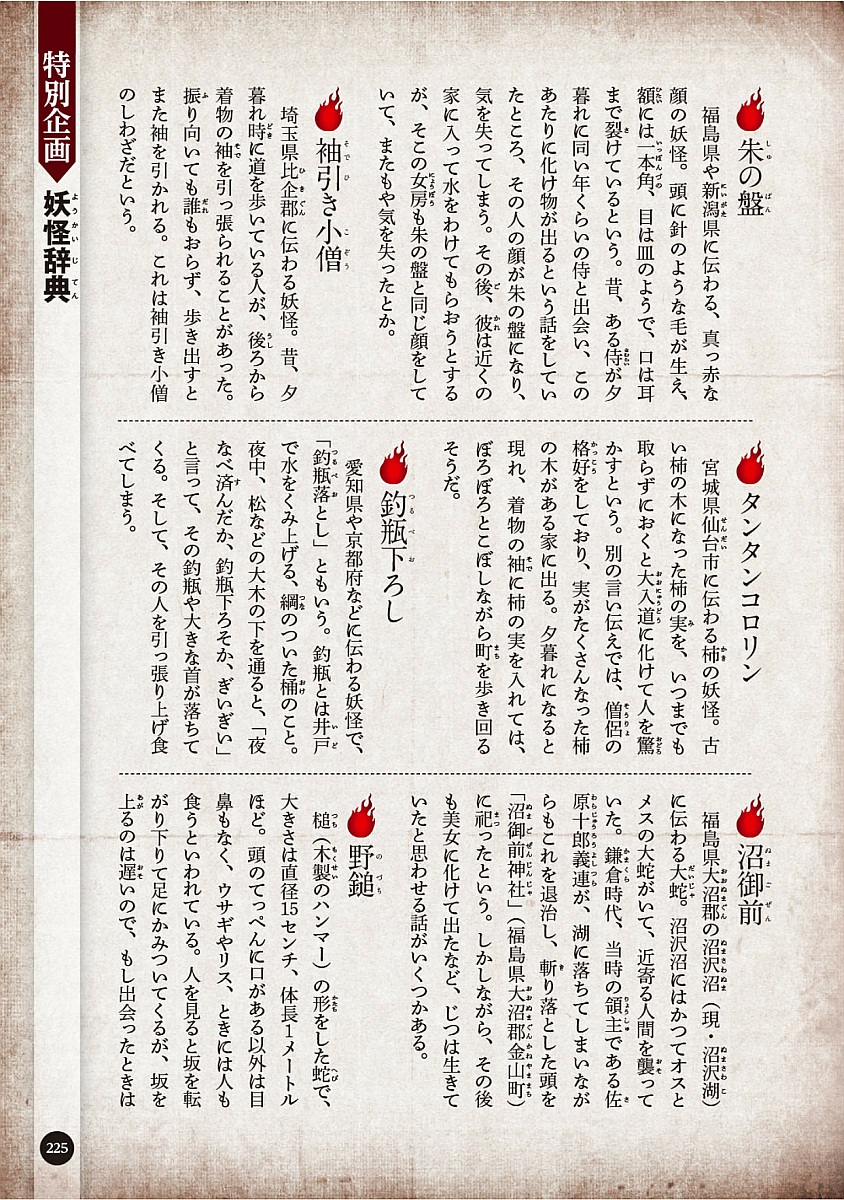 特別企画
妖怪辞典
朱の盤
福島県や新潟県に伝わる、真っ赤な
顔の妖怪。頭に針のような毛が生え、
額には一本角、目は皿のようで、口は耳
まで裂けているという。昔、ある侍が夕
暮れに同い年くらいの侍と出会い、この
あたりに化け物が出るという話をしてい
たところ、その人の顔が朱の盤になり、
気を失ってしまう。その後、彼は近くの
家に入って水をわけてもらおうとする
が、そこの女房も朱の盤と同じ顔をして
いて、またもや気を失ったとか。
袖引き小僧
埼玉県比企郡に伝わる妖怪。昔、夕
暮れ時に道を歩いている人が、後ろから
着物の袖を引っ張られることがあった。
振り向いても誰もおらず、歩き出すと
また袖を引かれる。これは袖引き小僧
のしわざだという。
タンタンコロリン
宮城県仙台市に伝わる柿の妖怪。古
い柿の木になった柿の実を、いつまでも
取らずにおくと大入道に化けて人を驚
かすという。別の言い伝えでは、僧侶の
格好をしており、実がたくさんなった柿
の木がある家に出る。夕暮れになると
現れ、着物の袖に柿の実を入れては、
ぼろぼろとこぼしながら町を歩き回る
そうだ。
釣瓶下ろし
愛知県や京都府などに伝わる妖怪で、
「釣瓶落とし」ともいう。釣瓶とは井戸
で水をくみ上げる、綱のついた桶のこと。
夜中、松などの大木の下を通ると、「夜
なべ済んだか、釣瓶下ろそか、ぎいぎい」
と言って、その釣瓶や大きな首が落ちて
くる。そして、その人を引っ張り上げ食
べてしまう。
沼御前
福島県大沼郡の沼沢沼（現・沼沢湖）
に伝わる大蛇。沼沢沼にはかつてオスと
メスの大蛇がいて、近寄る人間を襲って
いた。鎌倉時代、当時の領主である佐
原十郎義連が、湖に落ちてしまいなが
らもこれを退治し、斬り落とした頭を
「沼御前神社」（福島県大沼郡金山町）
に祀ったという。しかしながら、その後
も美女に化けて出たなど、じつは生きて
いたと思わせる話がいくつかある。
野鎚
槌（木製のハンマー）の形をした蛇で、
大きさは直径15センチ、体長1メートル
ほど。頭のてっぺんに口がある以外は目
鼻もなく、ウサギやリス、ときには人も
食うといわれている。人を見ると坂を転
がり下りて足にかみついてくるが、坂を
上るのは遅いので、もし出会ったときは
225